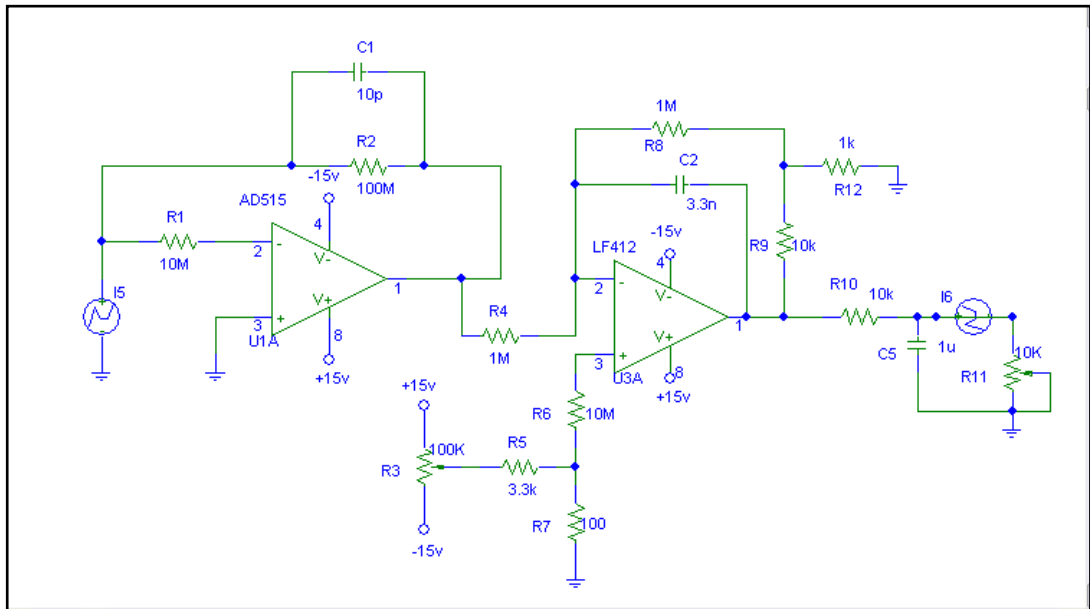 C1
10p
R2
100M
-15v
AD515
4
R1
10M
2
-
V-
1
I5
+
-
3
+
V+
8
U1A
+15v
R4
1M
1M
R8
C2
3.3n
1k
R12
R9
10k
LF412
-15v
4
2
-
V-
1
3
+
V+
8
U3A
+15v
R10
10k
I6
C5
1u
10K
R11
R6
10M
+15v
100K
R3
R5
3.3k
R7
100
-15v